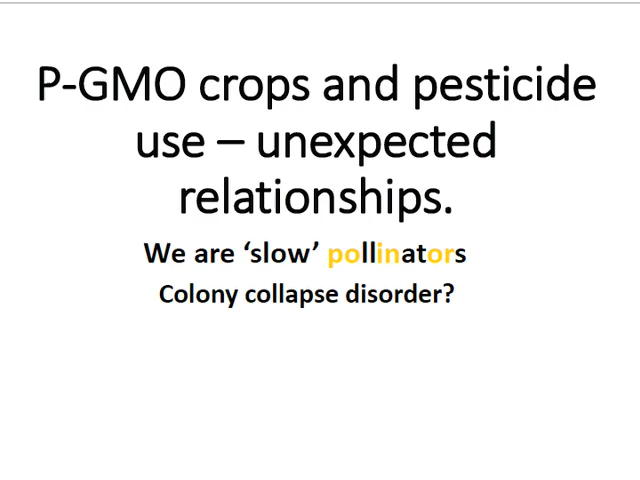 P-GMO crops and pesticide
use – unexpected
relationships.
We are ‘slow’ pollinators
Colony collapse disorder?